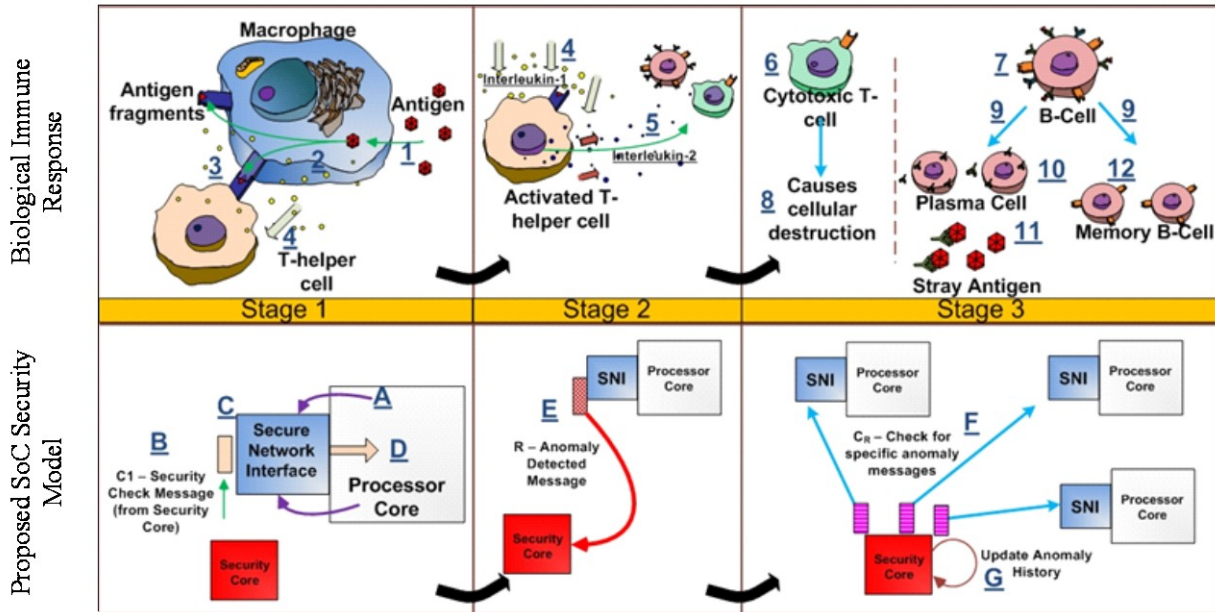 Biological Immune
Response
Macrophage
Antigen
fragments
Antigen
1
2
3
4
T-helper
cell
4
Interleukin-1
5
Interleukin-2
Activated T-
helper cell
6
Cytotoxic T-
cell
8
Causes
cellular
destruction
7
B-Cell
9
9
10
Plasma Cell
12
Memory B-Cell
11
Stray Antigen
Stage 1
Stage 2
Stage 3
Proposed SoC Security
Model
A
B
C
D
C1 – Security
Check Message
(from Security
Core)
Secure
Network
Interface
Processor
Core
Security
Core
E
SNI
Processor
Core
R – Anomaly
Detected
Message
Security
Core
SNI
Processor
Core
F
CR – Check for
specific anomaly
messages
SNI
Processor
Core
SNI
Processor
Core
Security
Core
Update Anomaly
History
G